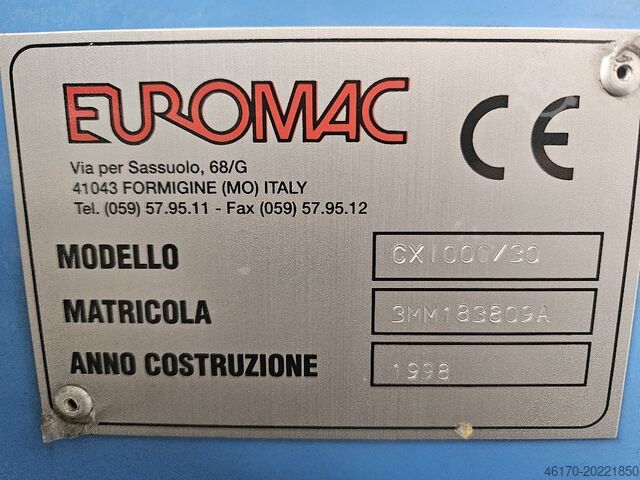 EUROMAC
CE
Via per Sassuolo, 68/G
41043 FORMIGINE (MO) ITALY
Tel. (059) 57.95.11 - Fax (059) 57.95.12
MODELLO CX1000/30
MATRICOLA 3MM183809A
ANNO COSTRUZIONE 1998
46170-20221850